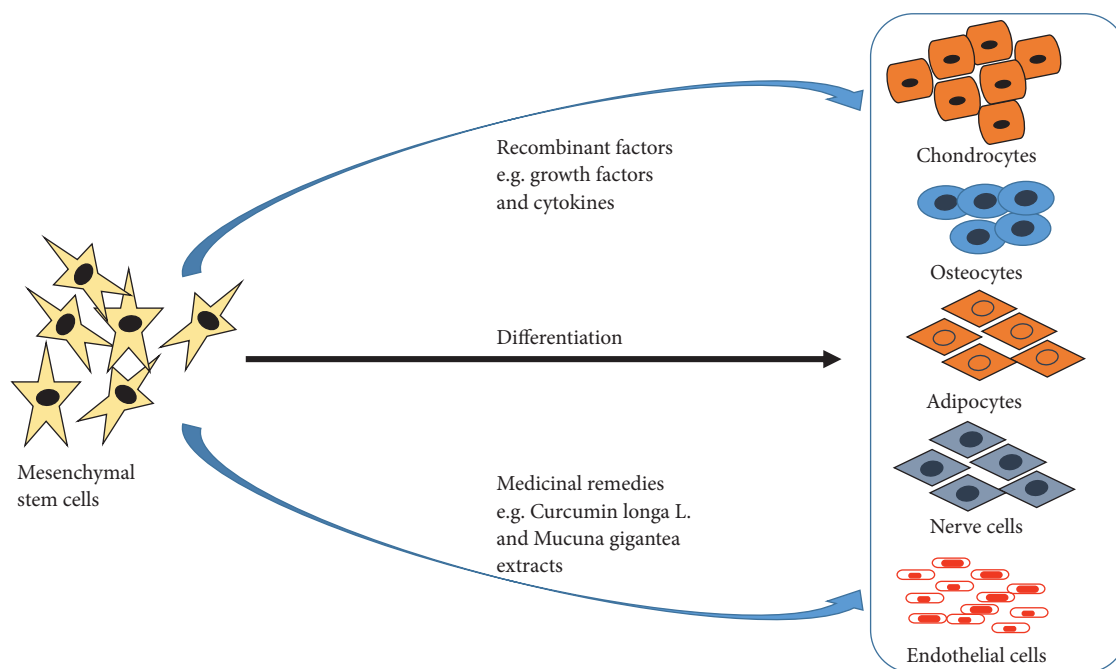 Recombinant factors
e.g. growth factors
and cytokines
Differentiation
Mesenchymal
stem cells
Medicinal remedies
e.g. Curcumin longa L.
and Mucuna gigantea
extracts
Chondrocytes
Osteocytes
Adipocytes
Nerve cells
Endothelial cells